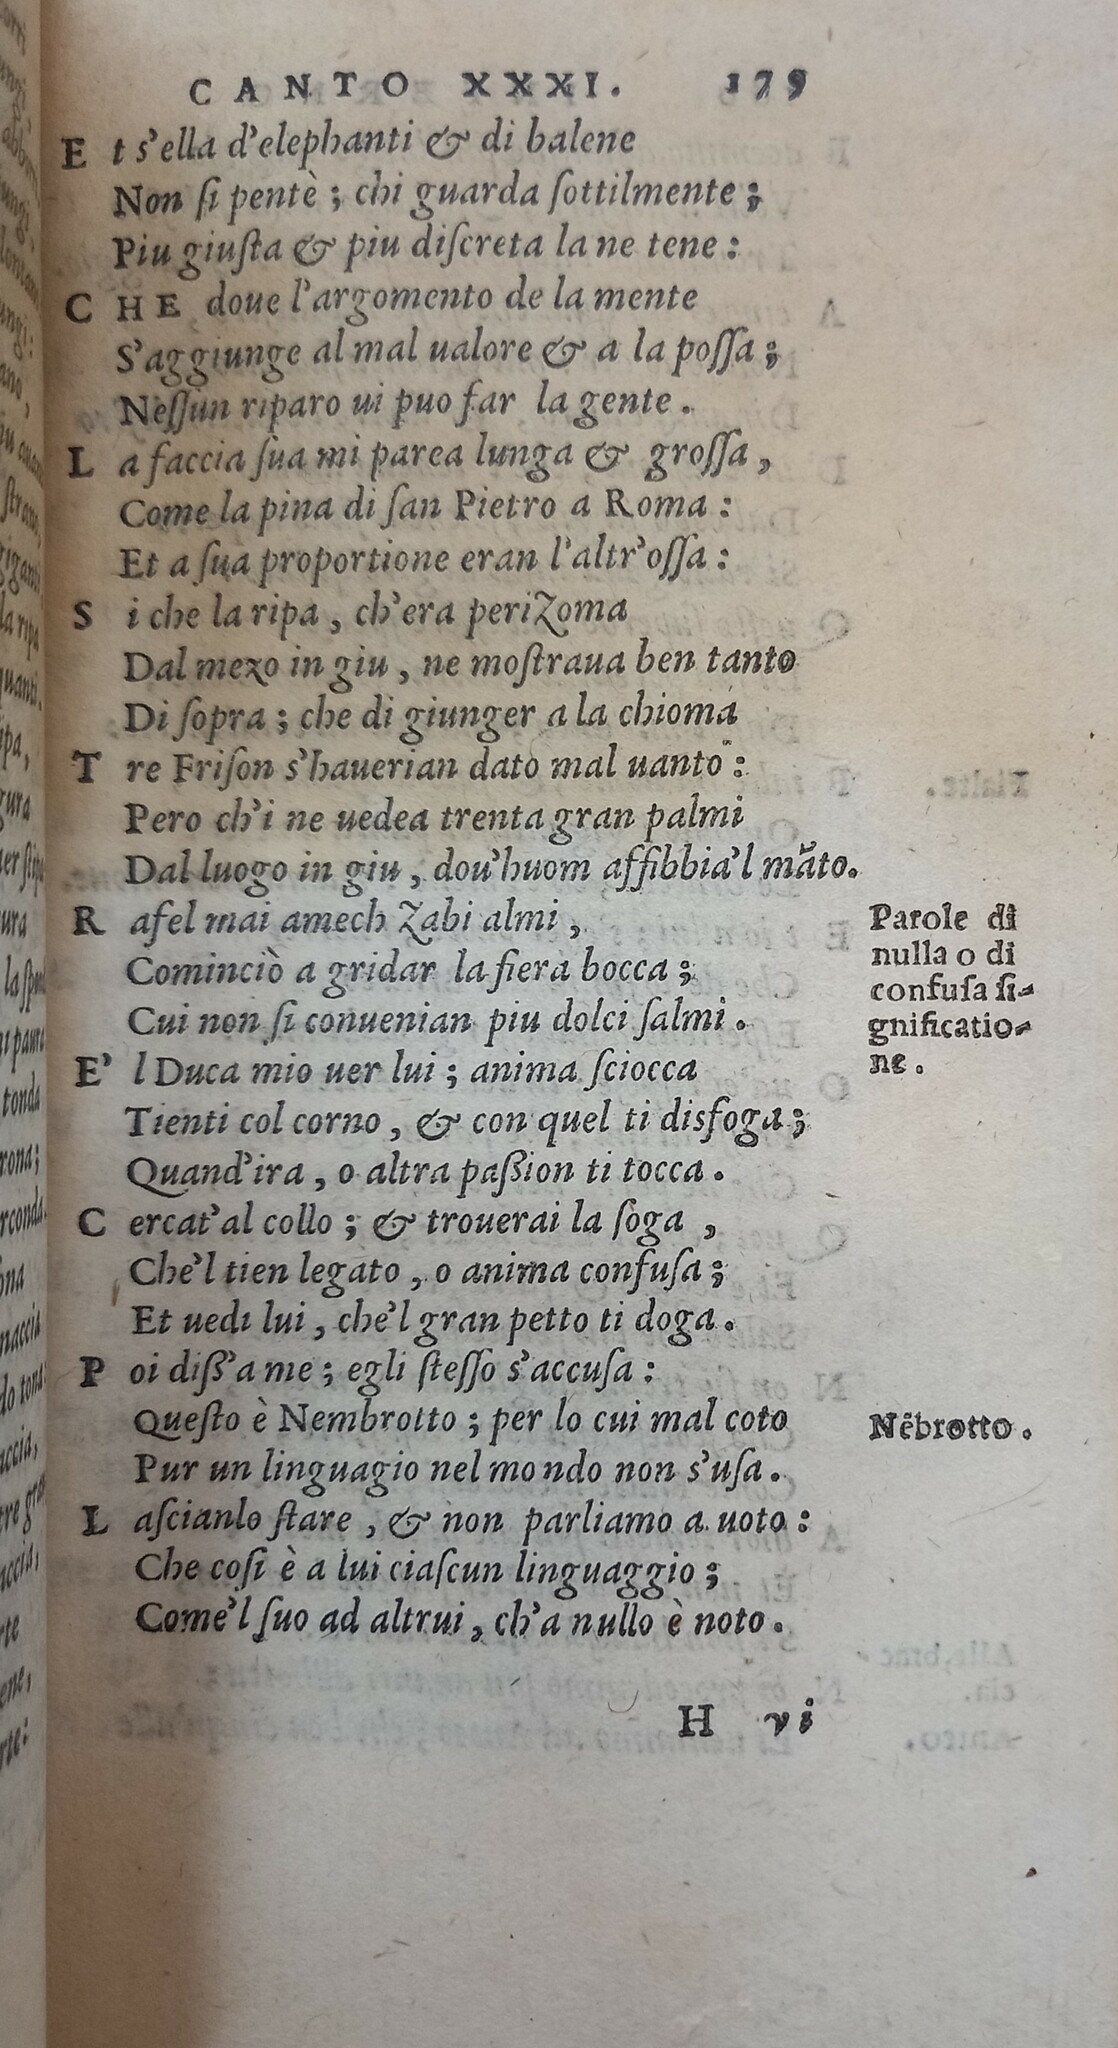 CANTO XXXI. 179
Et s'ella d'elephanti & di balene
Non ſi pentè; chi guarda ſottilmente;
Piu giuſta & piu diſcreta la ne tene:
CHE doue l'argomento de la mente
S'aggiunge al mal ualore & a la poſſa;
Neſſun riparo ui puo far la gente.
La faccia ſua mi parea lunga & groſſa,
Come la pina di ſan Pietro a Roma:
Et a ſua proportione eran l'altr'oſſa:
Si che la ripa, ch'era perizoma
Dal mezo in giu, ne moſtraua ben tanto
Di ſopra; che di giunger a la chioma
Tre Friſon s'hauerian dato mal uanto:
Pero ch'i ne uedea trenta gran palmi
Dal luogo in giu, dou'huom affibbia'l mãto.
Rafel mai amech zabi almi,
Cominciò a gridar la fiera bocca;
Cui non ſi conuenian piu dolci ſalmi.
E'l Duca mio uer lui; anima ſciocca
Tienti col corno, & con quel ti disfoga;
Quand'ira, o altra paßion ti tocca.
Cercat'al collo; & trouerai la ſoga,
Che'l tien legato, o anima confuſa;
Et uedi lui, che'l gran petto ti doga.
Poi diß'a me; egli ſteſſo s'accuſa:
Queſto è Nembrotto; per lo cui mal coto
Pur un linguagio nel mondo non s'uſa.
Laſcianlo ſtare, & non parliamo a uoto:
Che coſi è a lui ciaſcun linguaggio;
Come'l ſuo ad altrui, ch'a nullo è noto.
H vi
Parole di
nulla o di
confuſa ſi-
gnificatio-
ne.
Nẽbrotto.